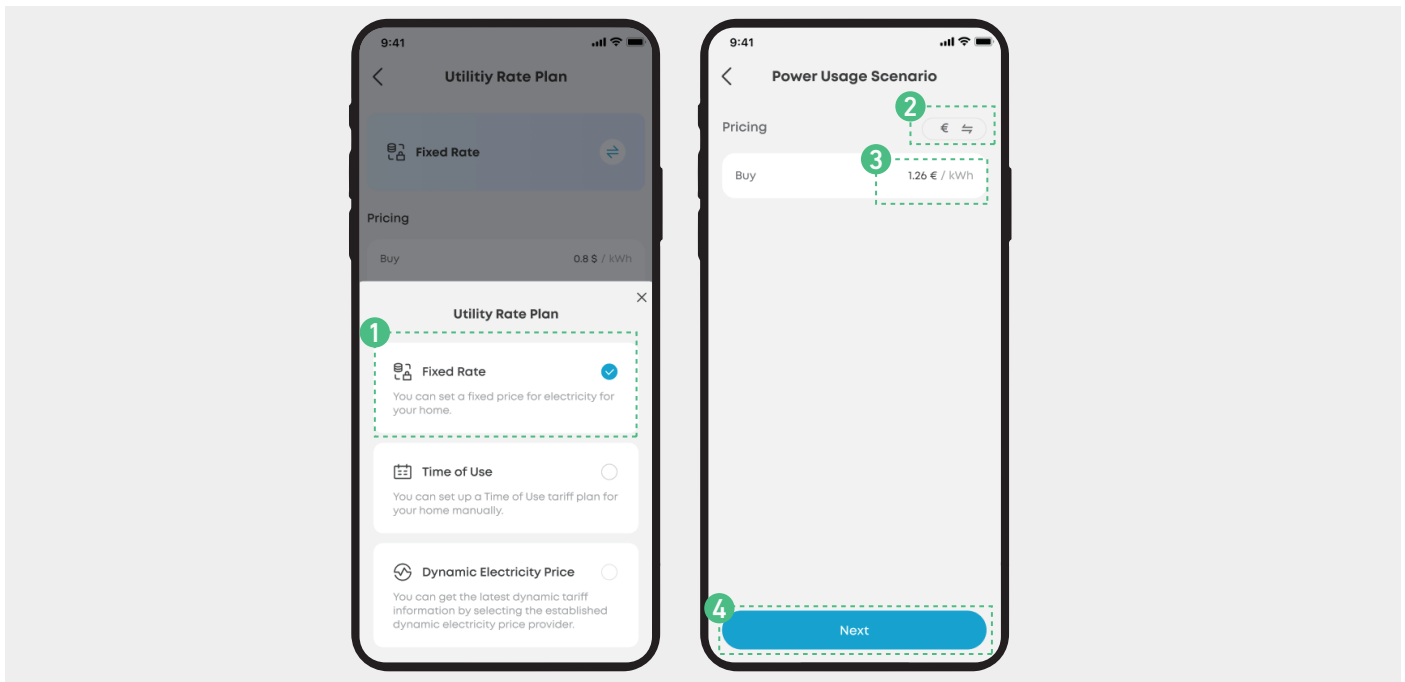 9:41
Utilitiy Rate Plan
Fixed Rate
Pricing
Buy 0.8 $ / kWh
Utility Rate Plan
1
Fixed Rate
You can set a fixed price for electricity for
your home.
Time of Use
You can set up a Time of Use tariff plan for
your home manually.
Dynamic Electricity Price
You can get the latest dynamic tariff
information by selecting the established
dynamic electricity price provider.
9:41
Power Usage Scenario
2
Pricing €
3
Buy 1.26 € / kWh
4
Next